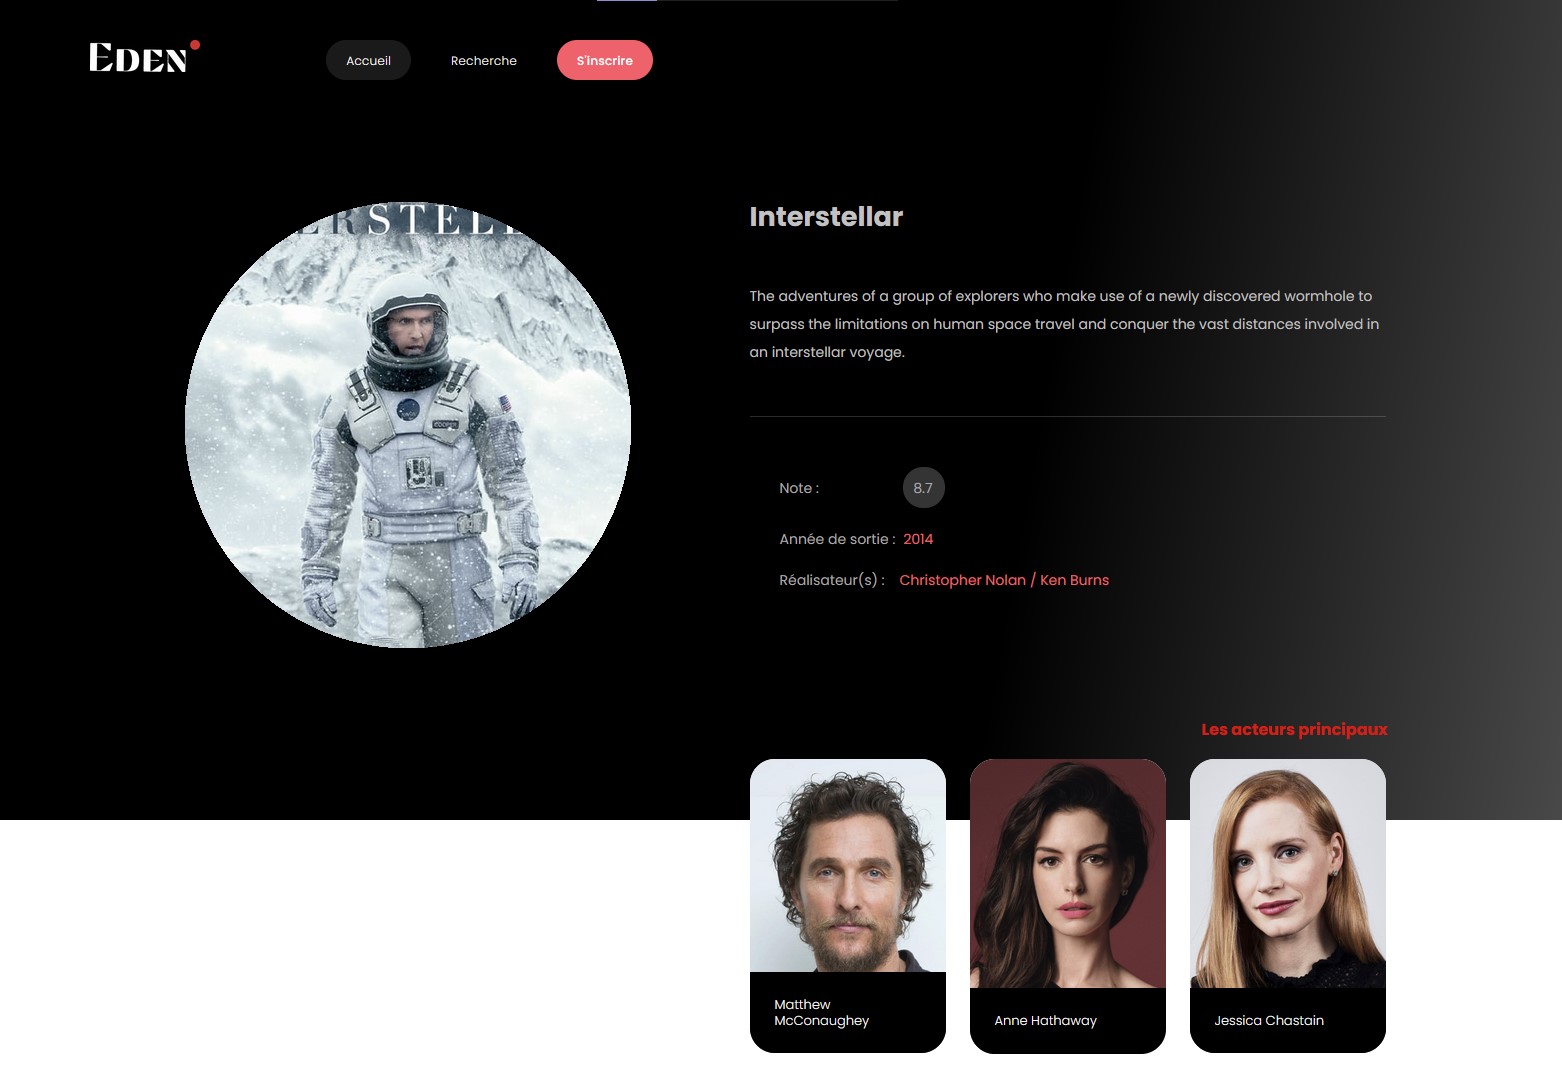 EDEN
Accueil
Recherche
S'inscrire
ERSTELL
Interstellar
The adventures of a group of explorers who make use of a newly discovered wormhole to
surpass the limitations on human space travel and conquer the vast distances involved in
an interstellar voyage.
COOPER
Note :
8.7
Année de sortie :
2014
Réalisateur(s) :
Christopher Nolan / Ken Burns
Les acteurs principaux
Matthew
McConaughey
Anne Hathaway
Jessica Chastain